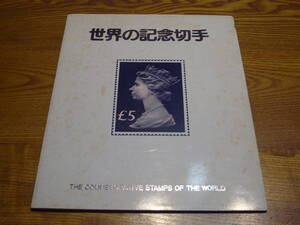 世界の記念切手
£5
THE COMMEMORATIVE STAMPS OF THE WORLD